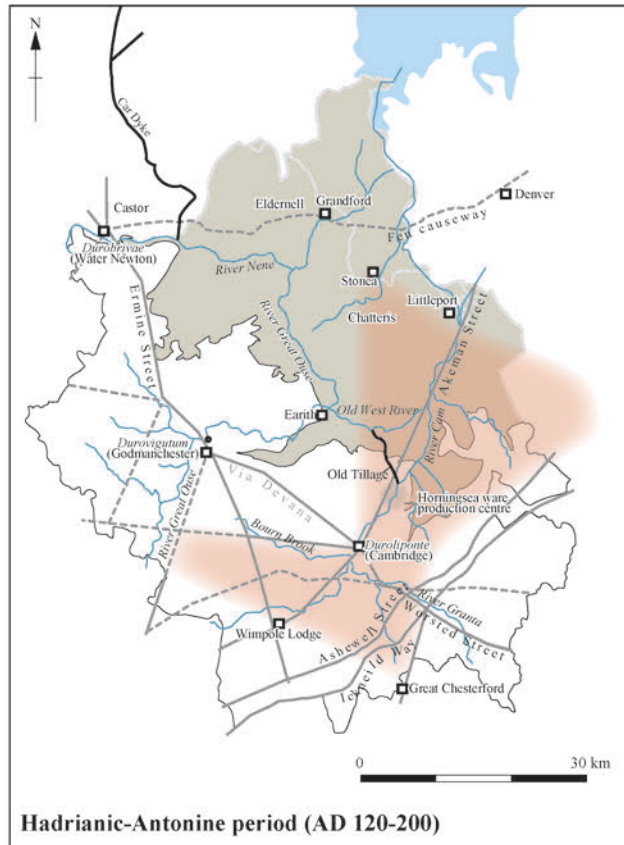 N
Car Dyke
Castor
Durobrivae
(Water Newton)
Eldernell
Grandford
Denver
Fen causeway
River Nene
Stonea
Ermine Street
River Great Ouse
Chatteris
Littleport
Akeman Street
Earith
Old West River
River Cam
Durovigutum
(Godmanchester)
Via Devana
Old Tillage
Horningsea ware
production centre
River Great Ouse
Bourn Brook
Duroliponte
(Cambridge)
River Granta
Worsted Street
Wimpole Lodge
Ashewell Street
Ickneild Way
Great Chesterford
0
30 km
Hadrianic-Antonine period (AD 120-200)